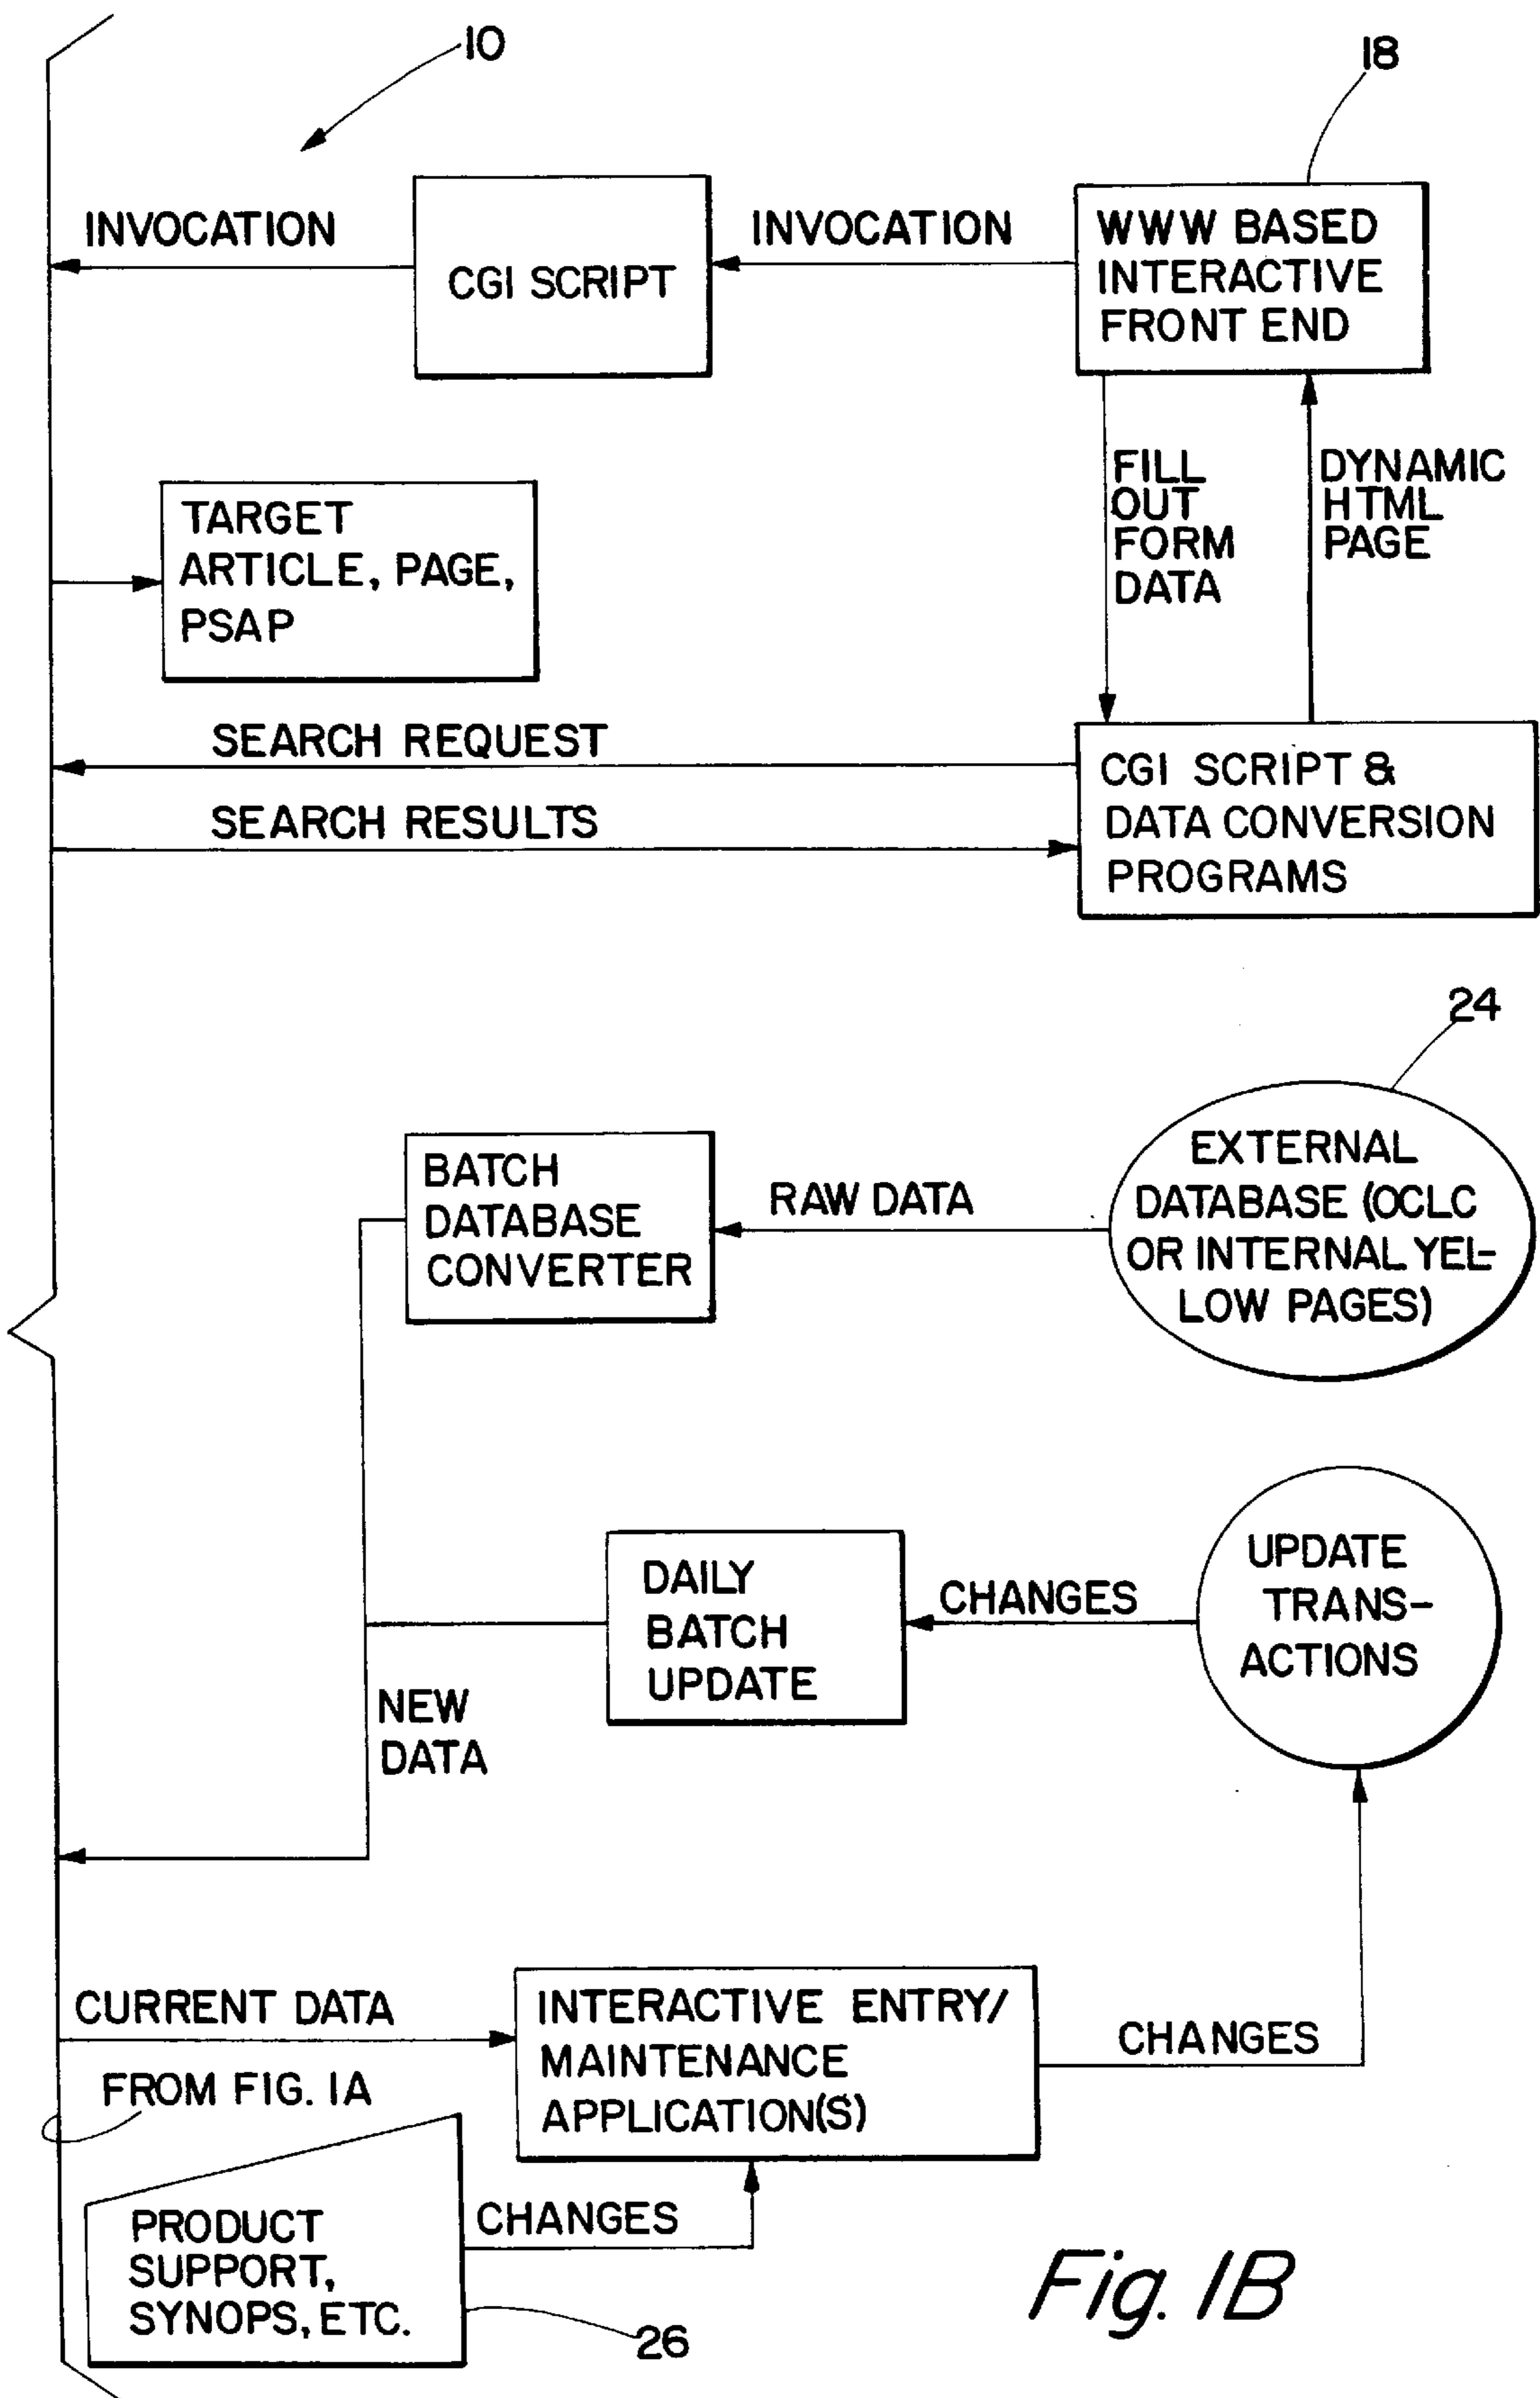 10
18
INVOCATION
CGI SCRIPT
INVOCATION
WWW BASED
INTERACTIVE
FRONT END
FILL
OUT
FORM
DATA
DYNAMIC
HTML
PAGE
TARGET
ARTICLE, PAGE,
PSAP
SEARCH REQUEST
SEARCH RESULTS
CGI SCRIPT &
DATA CONVERSION
PROGRAMS
24
BATCH
DATABASE
CONVERTER
RAW DATA
EXTERNAL
DATABASE (OCLC
OR INTERNAL YEL-
LOW PAGES)
DAILY
BATCH
UPDATE
CHANGES
UPDATE
TRANS-
ACTIONS
NEW
DATA
CURRENT DATA
INTERACTIVE ENTRY/
MAINTENANCE
APPLICATION(S)
CHANGES
FROM FIG. 1A
PRODUCT
SUPPORT,
SYNOPS, ETC.
CHANGES
26
Fig. 1B